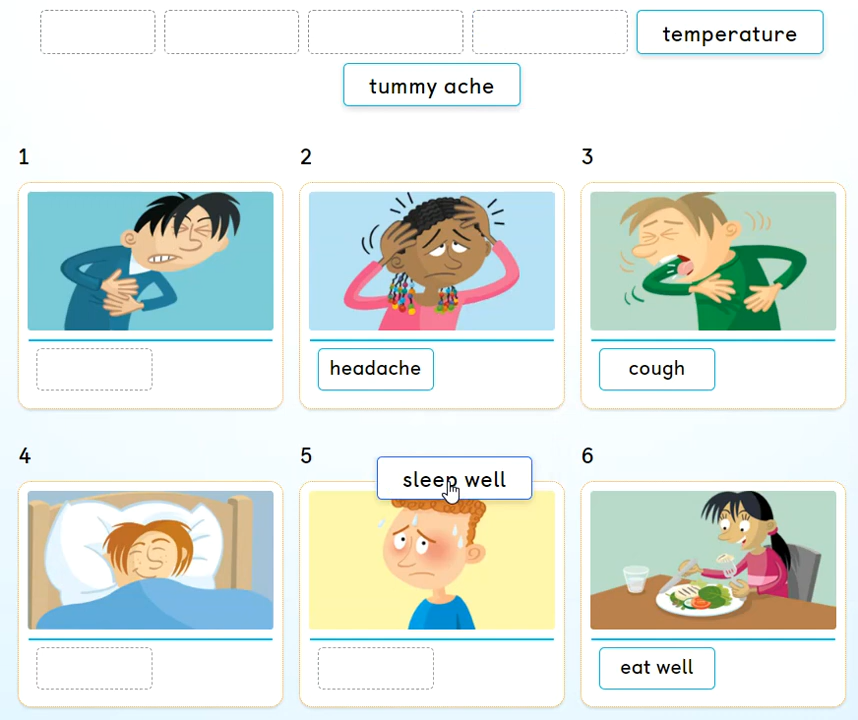 temperature
tummy ache
1
2
3
headache
cough
4
5
6
sleep well
eat well